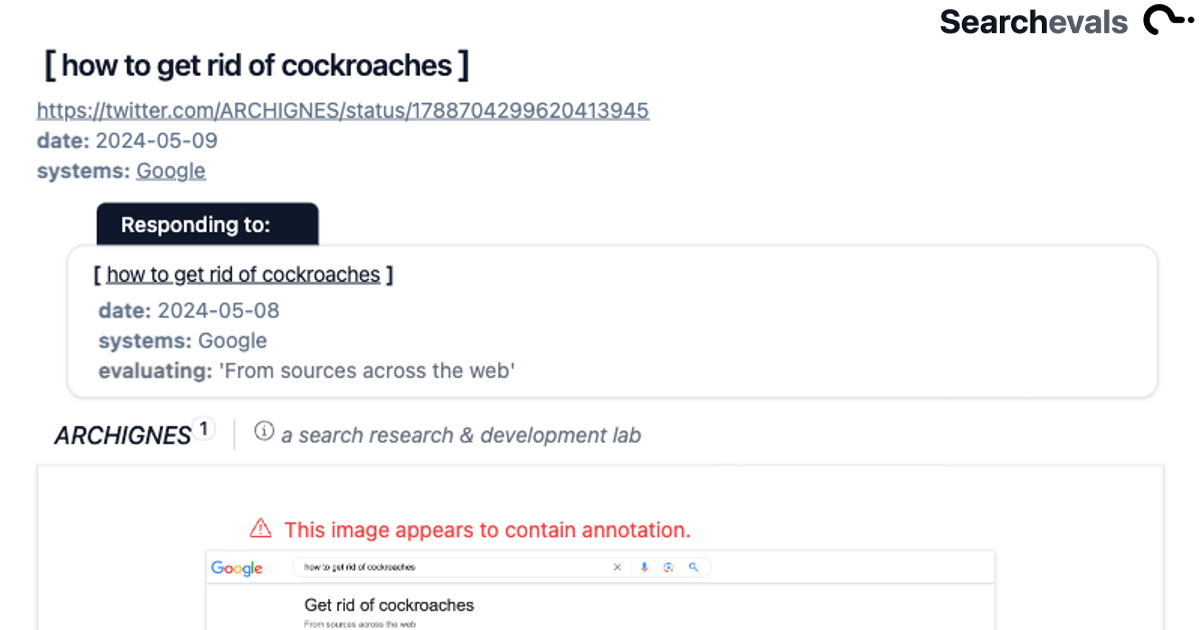 Searchevals
[ how to get rid of cockroaches ]
https://twitter.com/ARCHIGNES/status/1788704299620413945
date: 2024-05-09
systems: Google
Responding to:
[ how to get rid of cockroaches ]
date: 2024-05-08
systems: Google
evaluating: 'From sources across the web'
ARCHIGNES 1 a search research & development lab
This image appears to contain annotation.
Google how to get rid of cockroaches
Get rid of cockroaches
From sources across the web